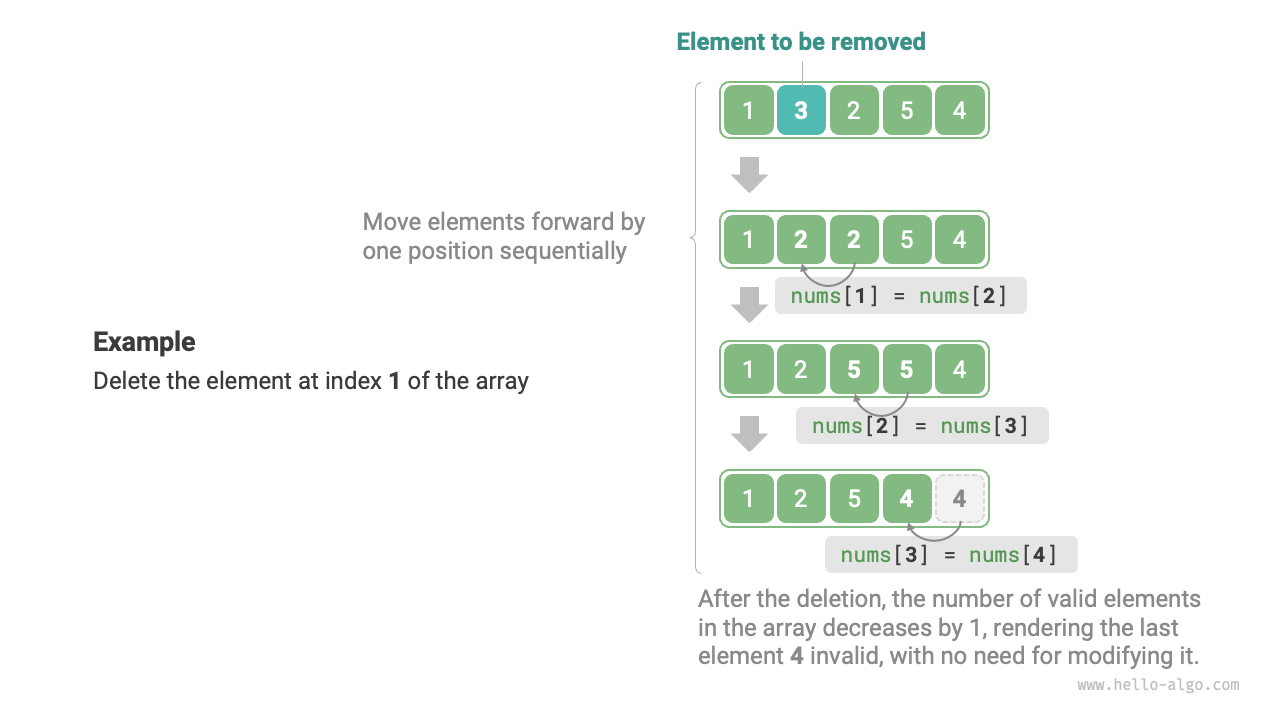 Element to be removed
1 3 2 5 4
Move elements forward by
one position sequentially
1 2 2 5 4
nums[1] = nums[2]
Example
Delete the element at index 1 of the array
1 2 5 5 4
nums[2] = nums[3]
1 2 5 4 4
nums[3] = nums[4]
After the deletion, the number of valid elements
in the array decreases by 1, rendering the last
element 4 invalid, with no need for modifying it.
www.hello-algo.com